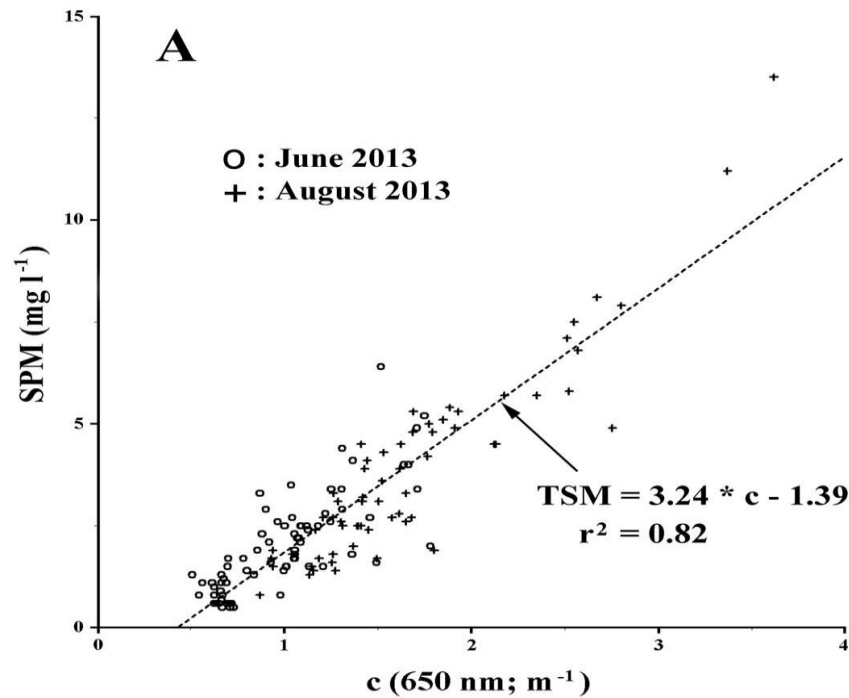 A
15
10
5
0
O : June 2013
+ : August 2013
SPM (mg l⁻¹)
TSM = 3.24 * c - 1.39
r² = 0.82
0 1 2 3 4
c (650 nm; m⁻¹)